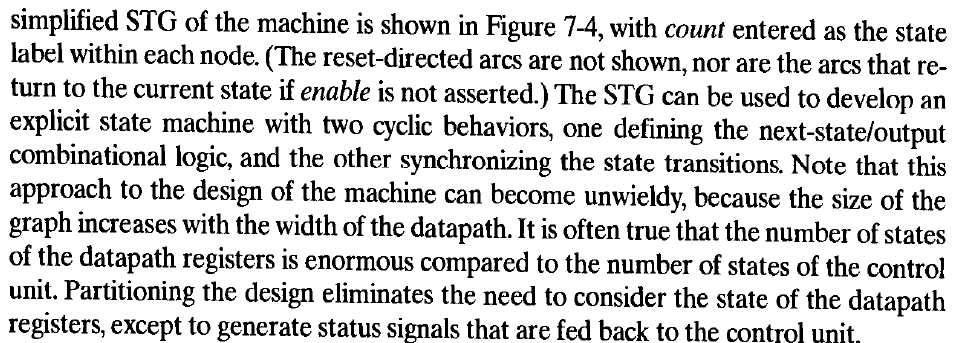 simplified STG of the machine is shown in Figure 7-4, with count entered as the state
label within each node. (The reset-directed arcs are not shown, nor are the arcs that re-
turn to the current state if enable is not asserted.) The STG can be used to develop an
explicit state machine with two cyclic behaviors, one defining the next-state/output
combinational logic, and the other synchronizing the state transitions. Note that this
approach to the design of the machine can become unwieldy, because the size of the
graph increases with the width of the datapath. It is often true that the number of states
of the datapath registers is enormous compared to the number of states of the control
unit. Partitioning the design eliminates the need to consider the state of the datapath
registers, except to generate status signals that are fed back to the control unit.